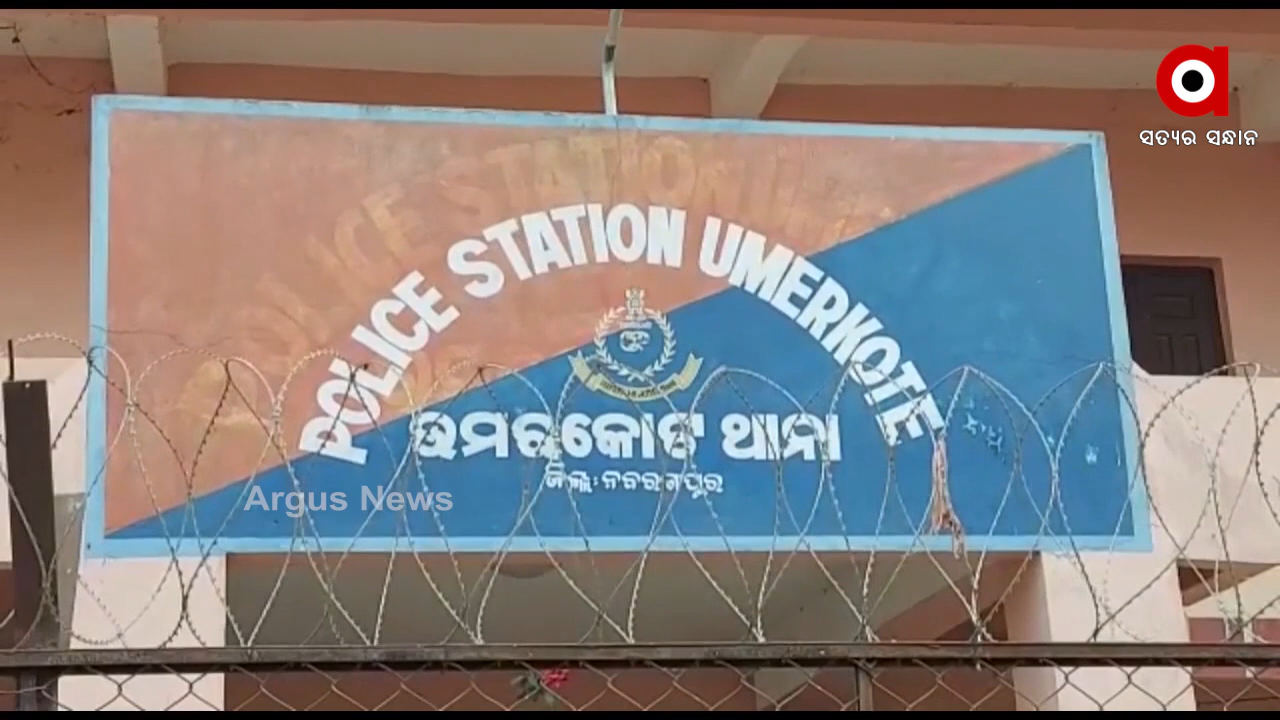 ସତ୍ୟର ସନ୍ଧାନ
POLICE STATION UMERKOTE
ଉମରକୋଟ ଥାନା
ଜିଲ୍ଲା: ନବରଙ୍ଗପୁର
Argus News